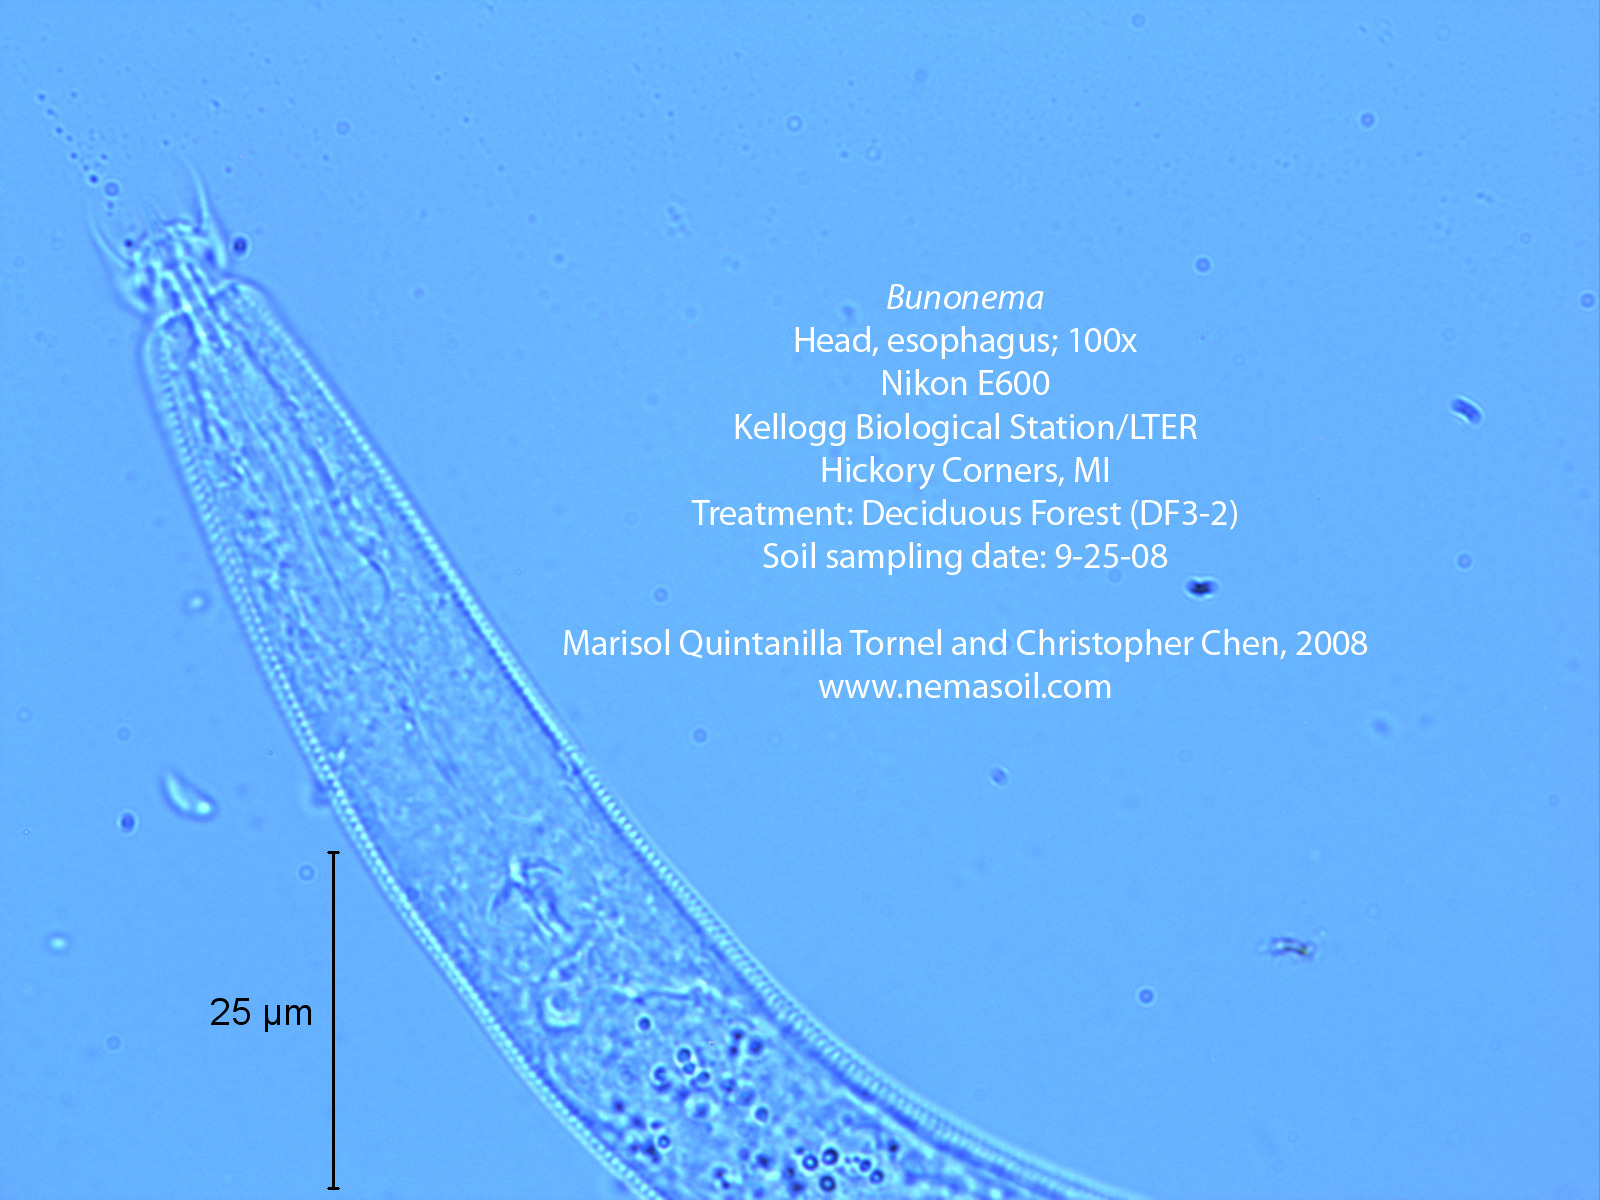 Bunonema
Head, esophagus; 100x
Nikon E600
Kellogg Biological Station/LTER
Hickory Corners, MI
Treatment: Deciduous Forest (DF3-2)
Soil sampling date: 9-25-08
Marisol Quintanilla Tornel and Christopher Chen, 2008
www.nemasoil.com
25 µm